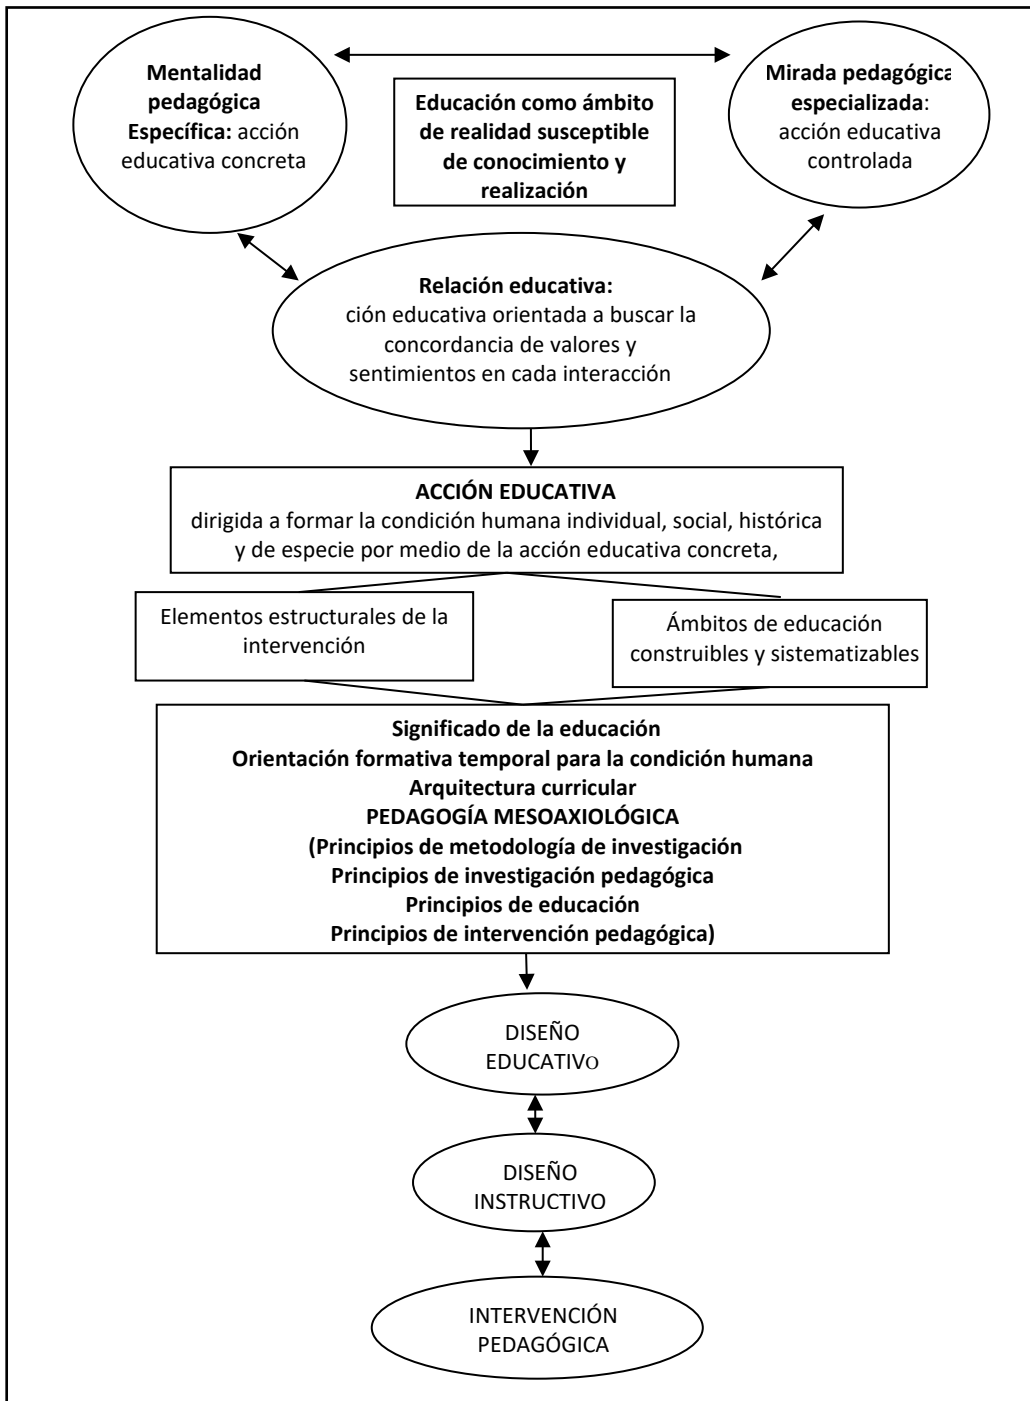 Mentalidad
pedagógica
Específica: acción
educativa concreta
Educación como ámbito
de realidad susceptible
de conocimiento y
realización
Mirada pedagógica
especializada:
acción educativa
controlada
Relación educativa:
ción educativa orientada a buscar la
concordancia de valores y
sentimientos en cada interacción
ACCIÓN EDUCATIVA
dirigida a formar la condición humana individual, social, histórica
y de especie por medio de la acción educativa concreta,
Elementos estructurales de la
intervención
Ámbitos de educación
construibles y sistematizables
Significado de la educación
Orientación formativa temporal para la condición humana
Arquitectura curricular
PEDAGOGÍA MESOAXIOLÓGICA
(Principios de metodología de investigación
Principios de investigación pedagógica
Principios de educación
Principios de intervención pedagógica)
DISEÑO
EDUCATIVO
DISEÑO
INSTRUCTIVO
INTERVENCIÓN
PEDAGÓGICA